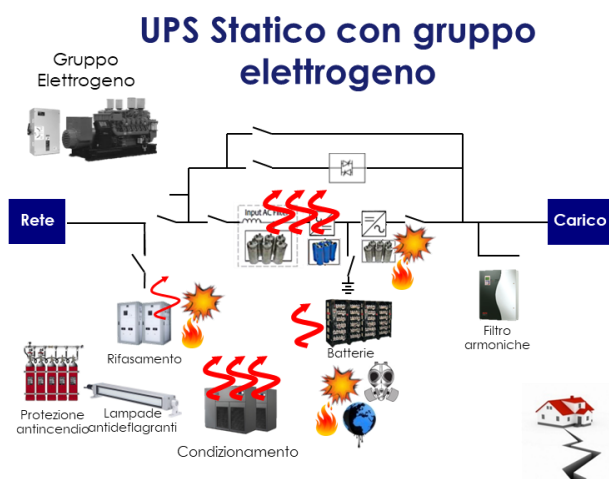 UPS Statico con gruppo
elettrogeno
Gruppo
Elettrogeno
Rete
Input AC Filter
Carico
Rifasamento
Batterie
Filtro
armoniche
Protezione
antincendio
Lampade
antideflagranti
Condizionamento